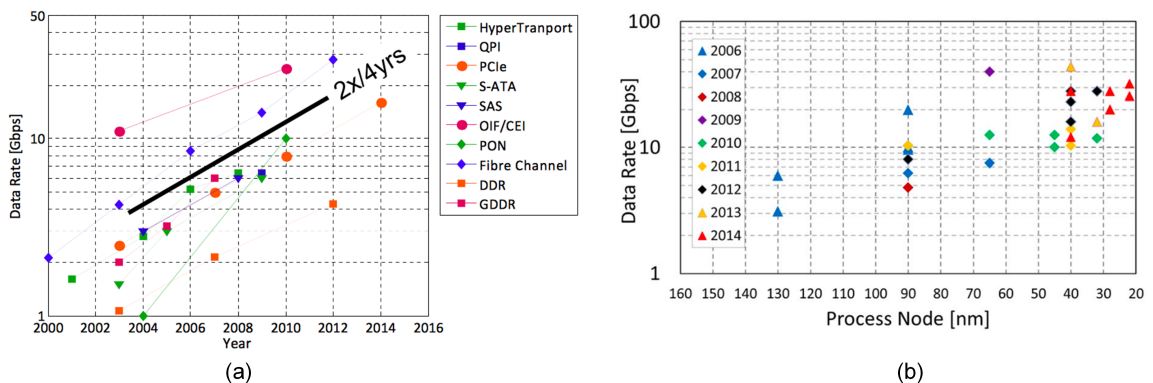 50
10
1
Data Rate [Gbps]
2000 2002 2004 2006 2008 2010 2012 2014 2016
Year
2x/4yrs
HyperTranport
QPI
PCIe
S-ATA
SAS
OIF/CEI
PON
Fibre Channel
DDR
GDDR
(a)
100
10
1
Data Rate [Gbps]
2006
2007
2008
2009
2010
2011
2012
2013
2014
160 150 140 130 120 110 100 90 80 70 60 50 40 30 20
Process Node [nm]
(b)